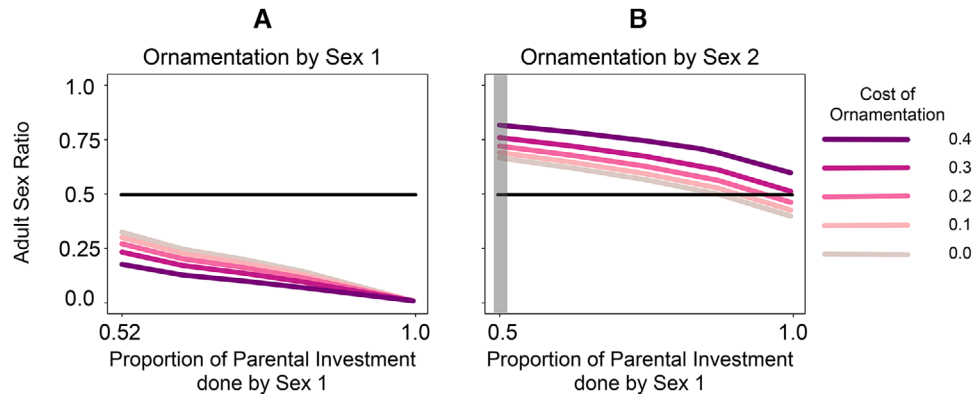 A
B
Ornamentation by Sex 1
Ornamentation by Sex 2
Adult Sex Ratio
1.0
0.75
0.5
0.25
0.0
0.52
1.0
Proportion of Parental Investment
done by Sex 1
0.5
1.0
Proportion of Parental Investment
done by Sex 1
Cost of
Ornamentation
0.4
0.3
0.2
0.1
0.0